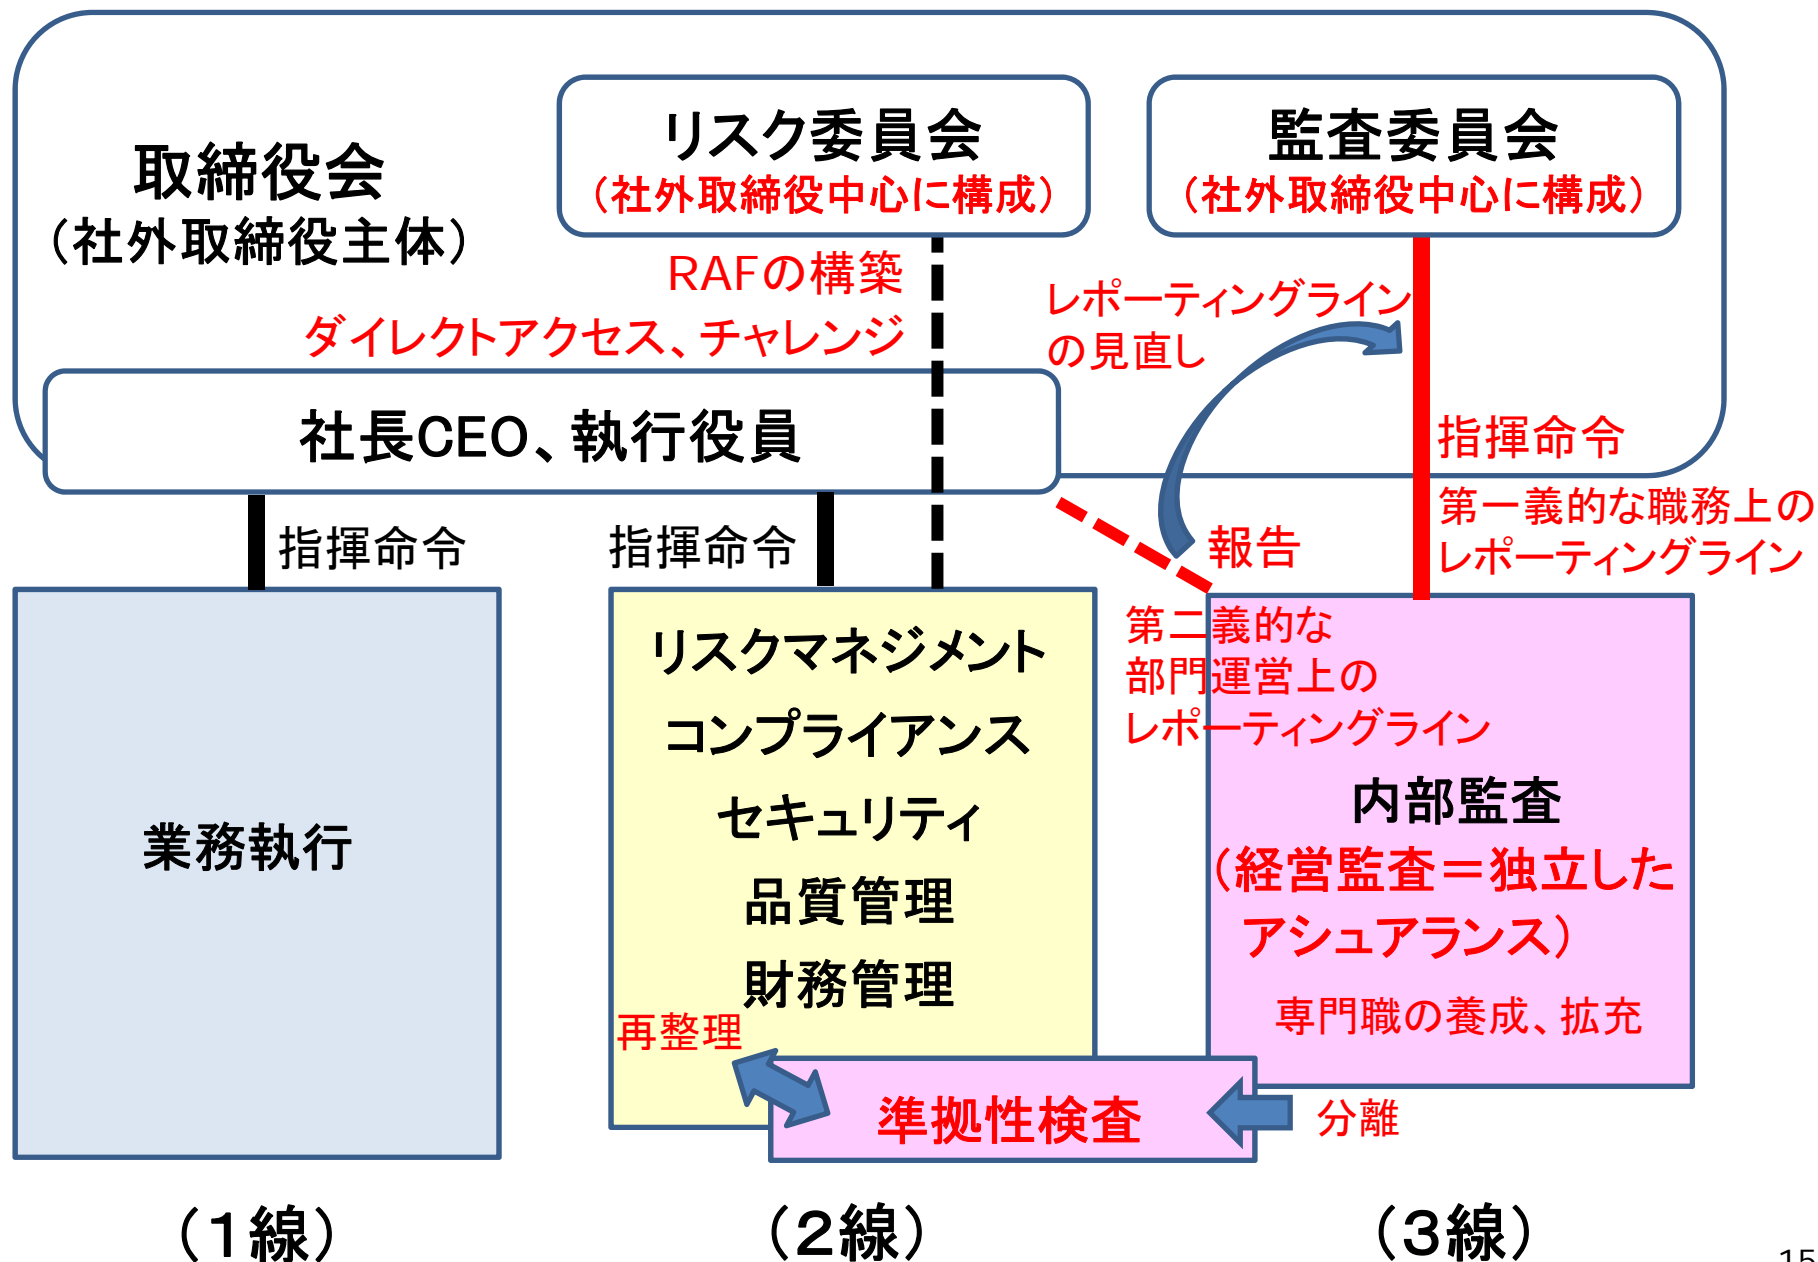 取締役会
（社外取締役主体）
リスク委員会
（社外取締役中心に構成）
監査委員会
（社外取締役中心に構成）
RAFの構築
ダイレクトアクセス、チャレンジ
レポーティングライン
の見直し
社長CEO、執行役員
指揮命令
第一義的な職務上の
レポーティングライン
指揮命令
指揮命令
報告
第二義的な
部門運営上の
レポーティングライン
業務執行
リスクマネジメント
コンプライアンス
セキュリティ
品質管理
財務管理
再整理
内部監査
（経営監査＝独立した
アシュアランス）
専門職の養成、拡充
準拠性検査
分離
（１線）
（２線）
（３線）
15